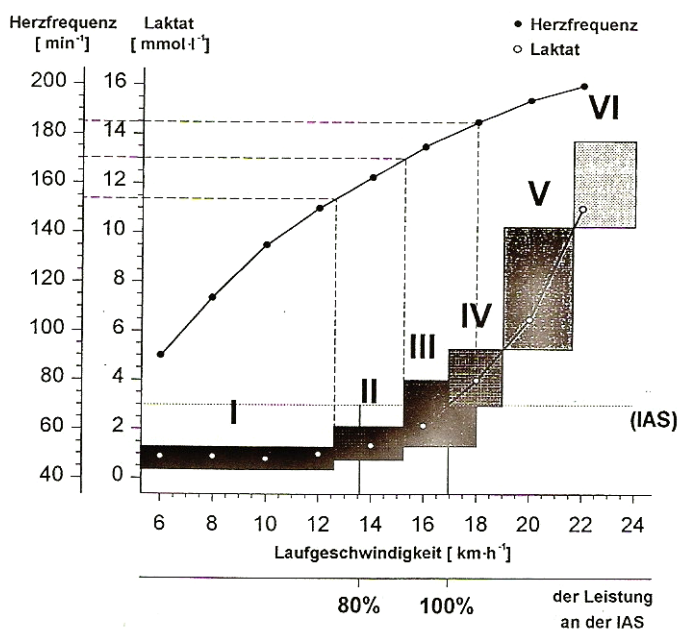 Herzfrequenz Laktat
[ min⁻¹] [ mmol·l⁻¹]
● Herzfrequenz
○ Laktat
200 16
180 14
160 12
140 10
120 8
100 6
80 4
60 2
40 0
VI
V
IV
III
II
I
(IAS)
6 8 10 12 14 16 18 20 22 24
Laufgeschwindigkeit [ km·h⁻¹]
80% 100% der Leistung
an der IAS